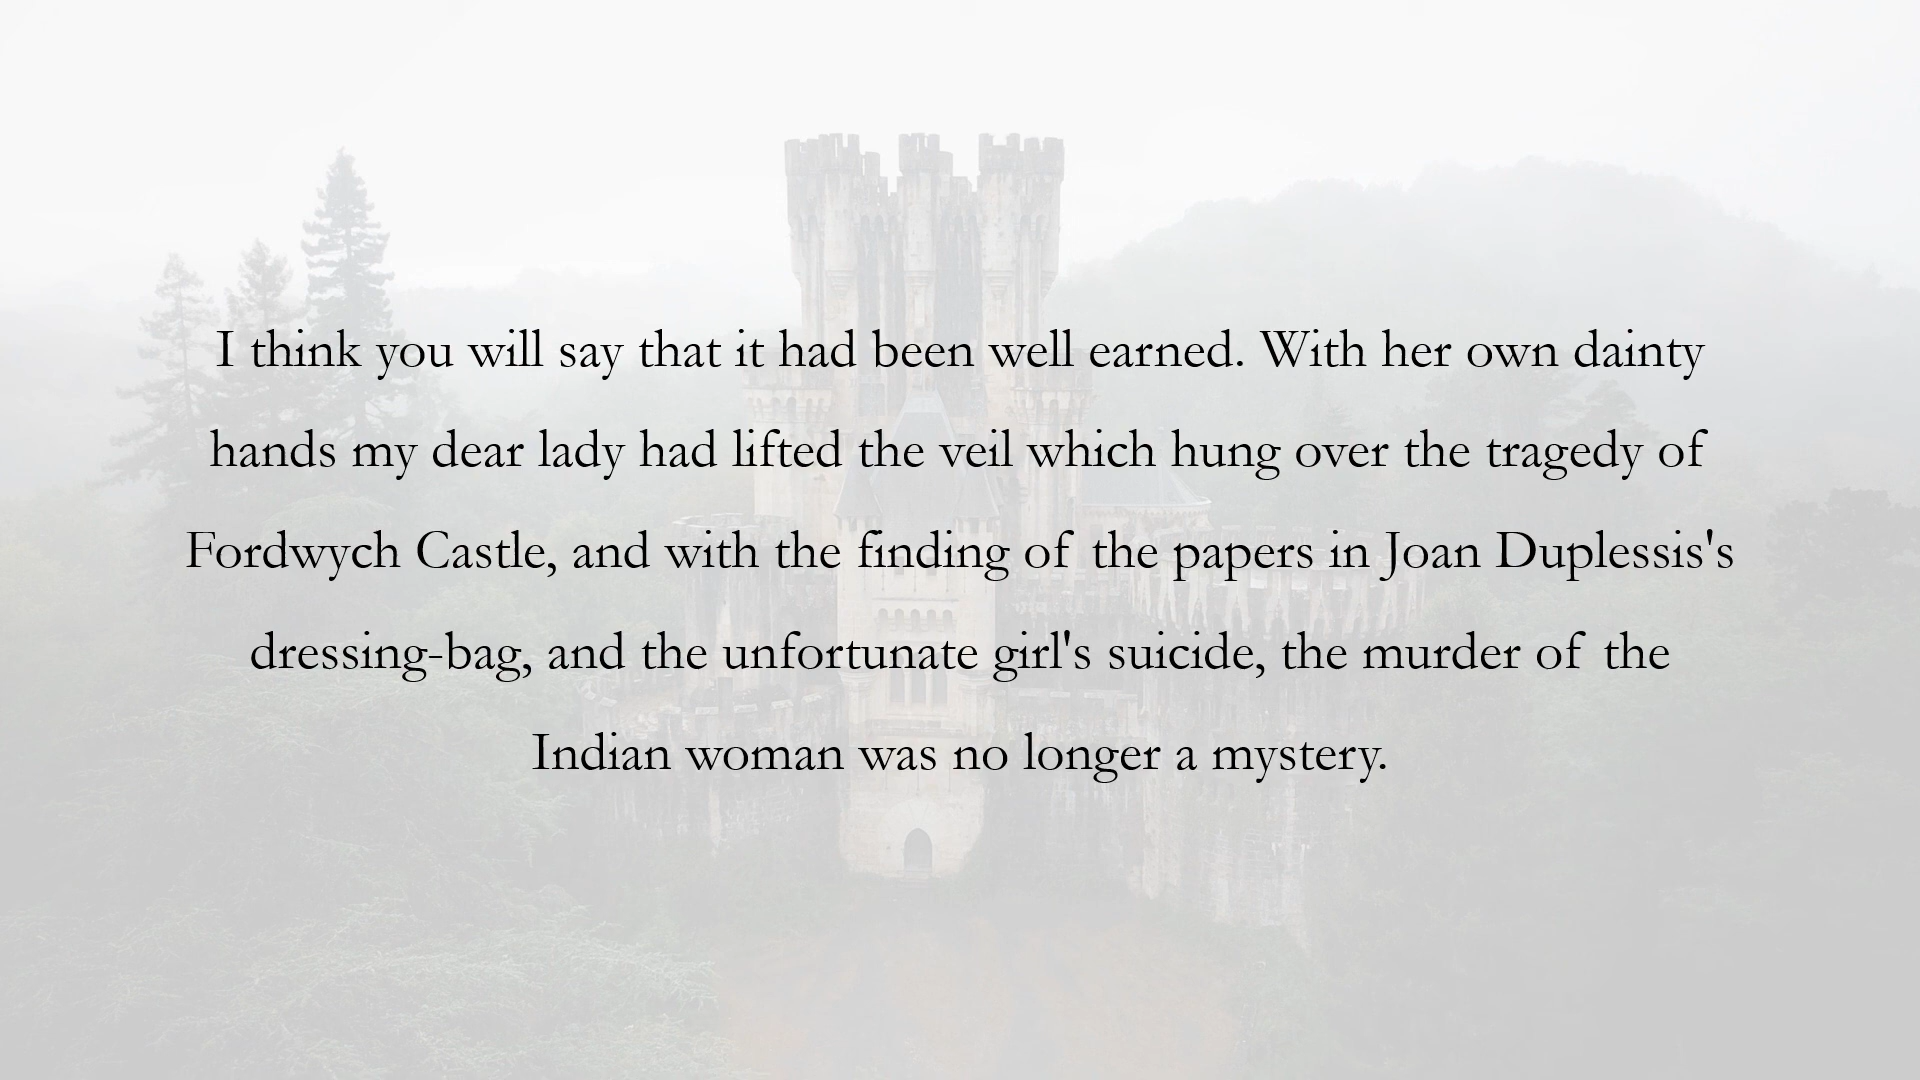 I think you will say that it had been well earned. With her own dainty
hands my dear lady had lifted the veil which hung over the tragedy of
Fordwych Castle, and with the finding of the papers in Joan Duplessis's
dressing-bag, and the unfortunate girl's suicide, the murder of the
Indian woman was no longer a mystery.